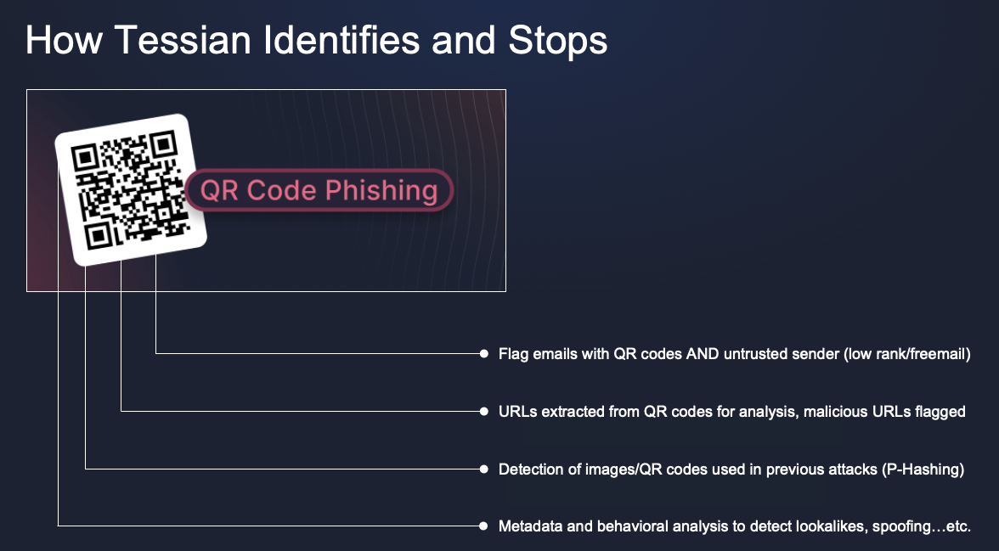 How Tessian Identifies and Stops
QR Code Phishing
Flag emails with QR codes AND untrusted sender (low rank/freemail)
URLs extracted from QR codes for analysis, malicious URLs flagged
Detection of images/QR codes used in previous attacks (P-Hashing)
Metadata and behavioral analysis to detect lookalikes, spoofing…etc.